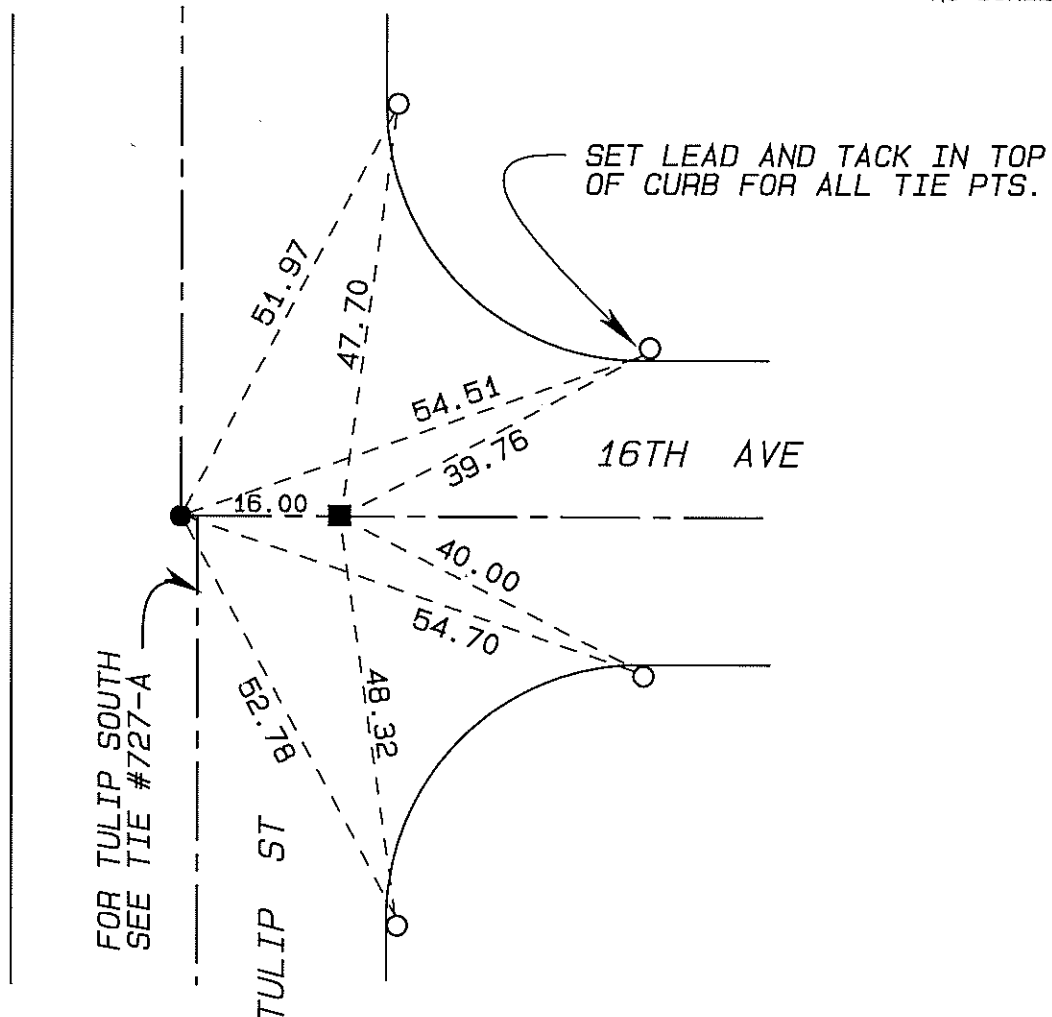 SET LEAD AND TACK IN TOP
OF CURB FOR ALL TIE PTS.
51.97
47.70
54.51
39.76
16TH AVE
16.00
40.00
54.70
52.78
48.32
FOR TULIP SOUTH
SEE TIE #727-A
TULIP ST